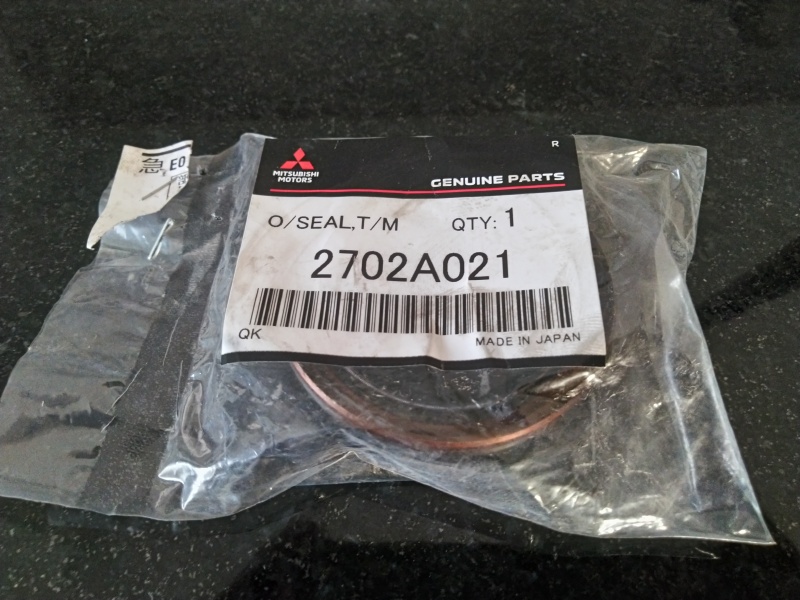 急 EO
R
MITSUBISHI
MOTORS
GENUINE PARTS
O/SEAL,T/M QTY: 1
2702A021
QK
MADE IN JAPAN